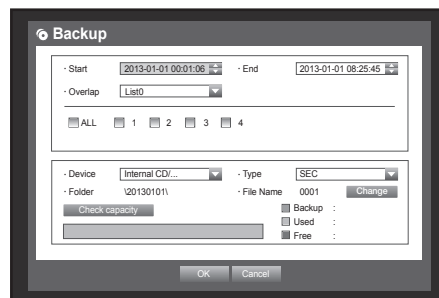 Backup
· Start 2013-01-01 00:01:06 · End 2013-01-01 08:25:45
· Overlap List0
ALL 1 2 3 4
· Device Internal CD/... · Type SEC
· Folder \20130101\ · File Name 0001 Change
Check capacity Backup :
Used :
Free :
OK Cancel